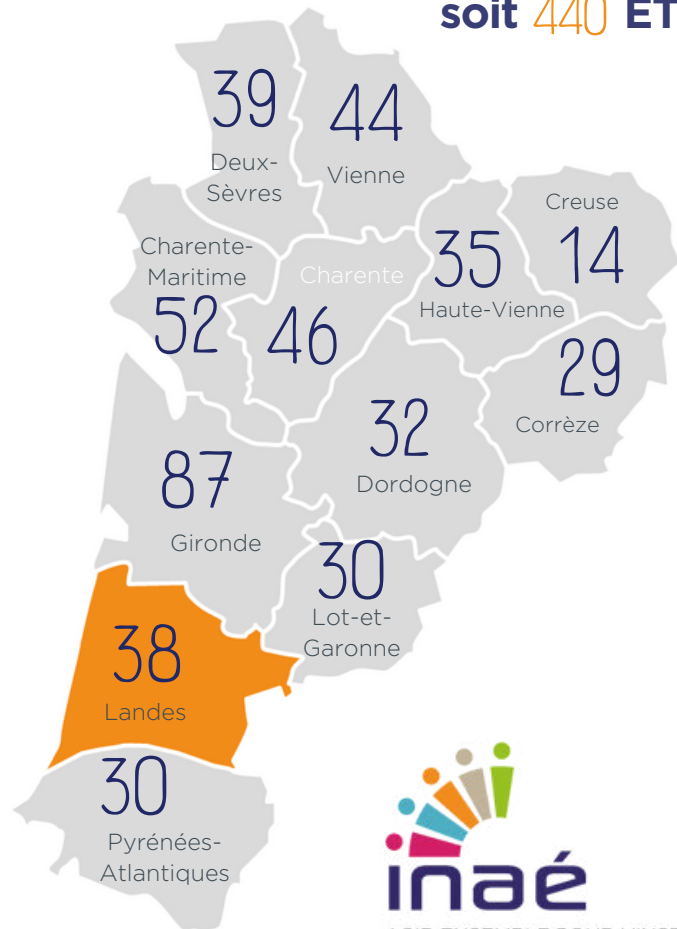 soit 440 ET
39
Deux-
Sèvres
44
Vienne
Creuse
14
Charente-
Maritime
52
Charente
46
35
Haute-Vienne
29
Corrèze
32
Dordogne
87
Gironde
30
Lot-et-
Garonne
38
Landes
30
Pyrénées-
Atlantiques
inaé